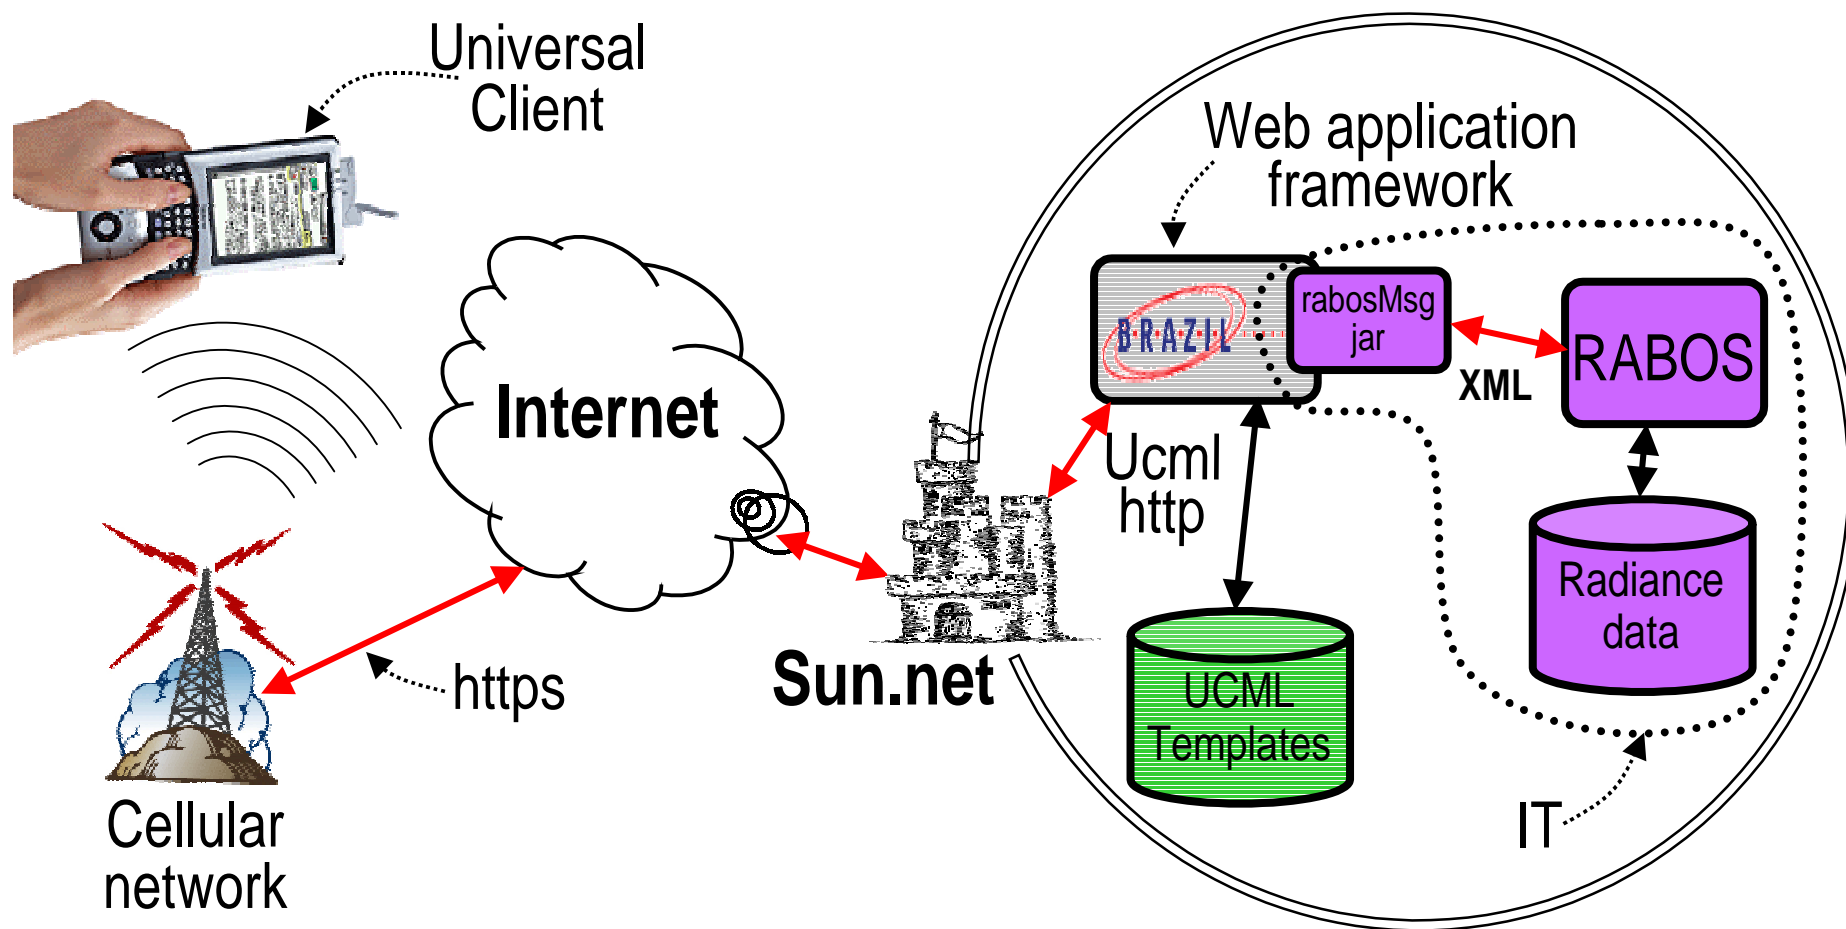 Universal
Client
Web application
framework
BRAZIL
rabosMsg
jar
RABOS
XML
Internet
Ucml
http
Radiance
data
Sun.net
https
UCML
Templates
IT
Cellular
network